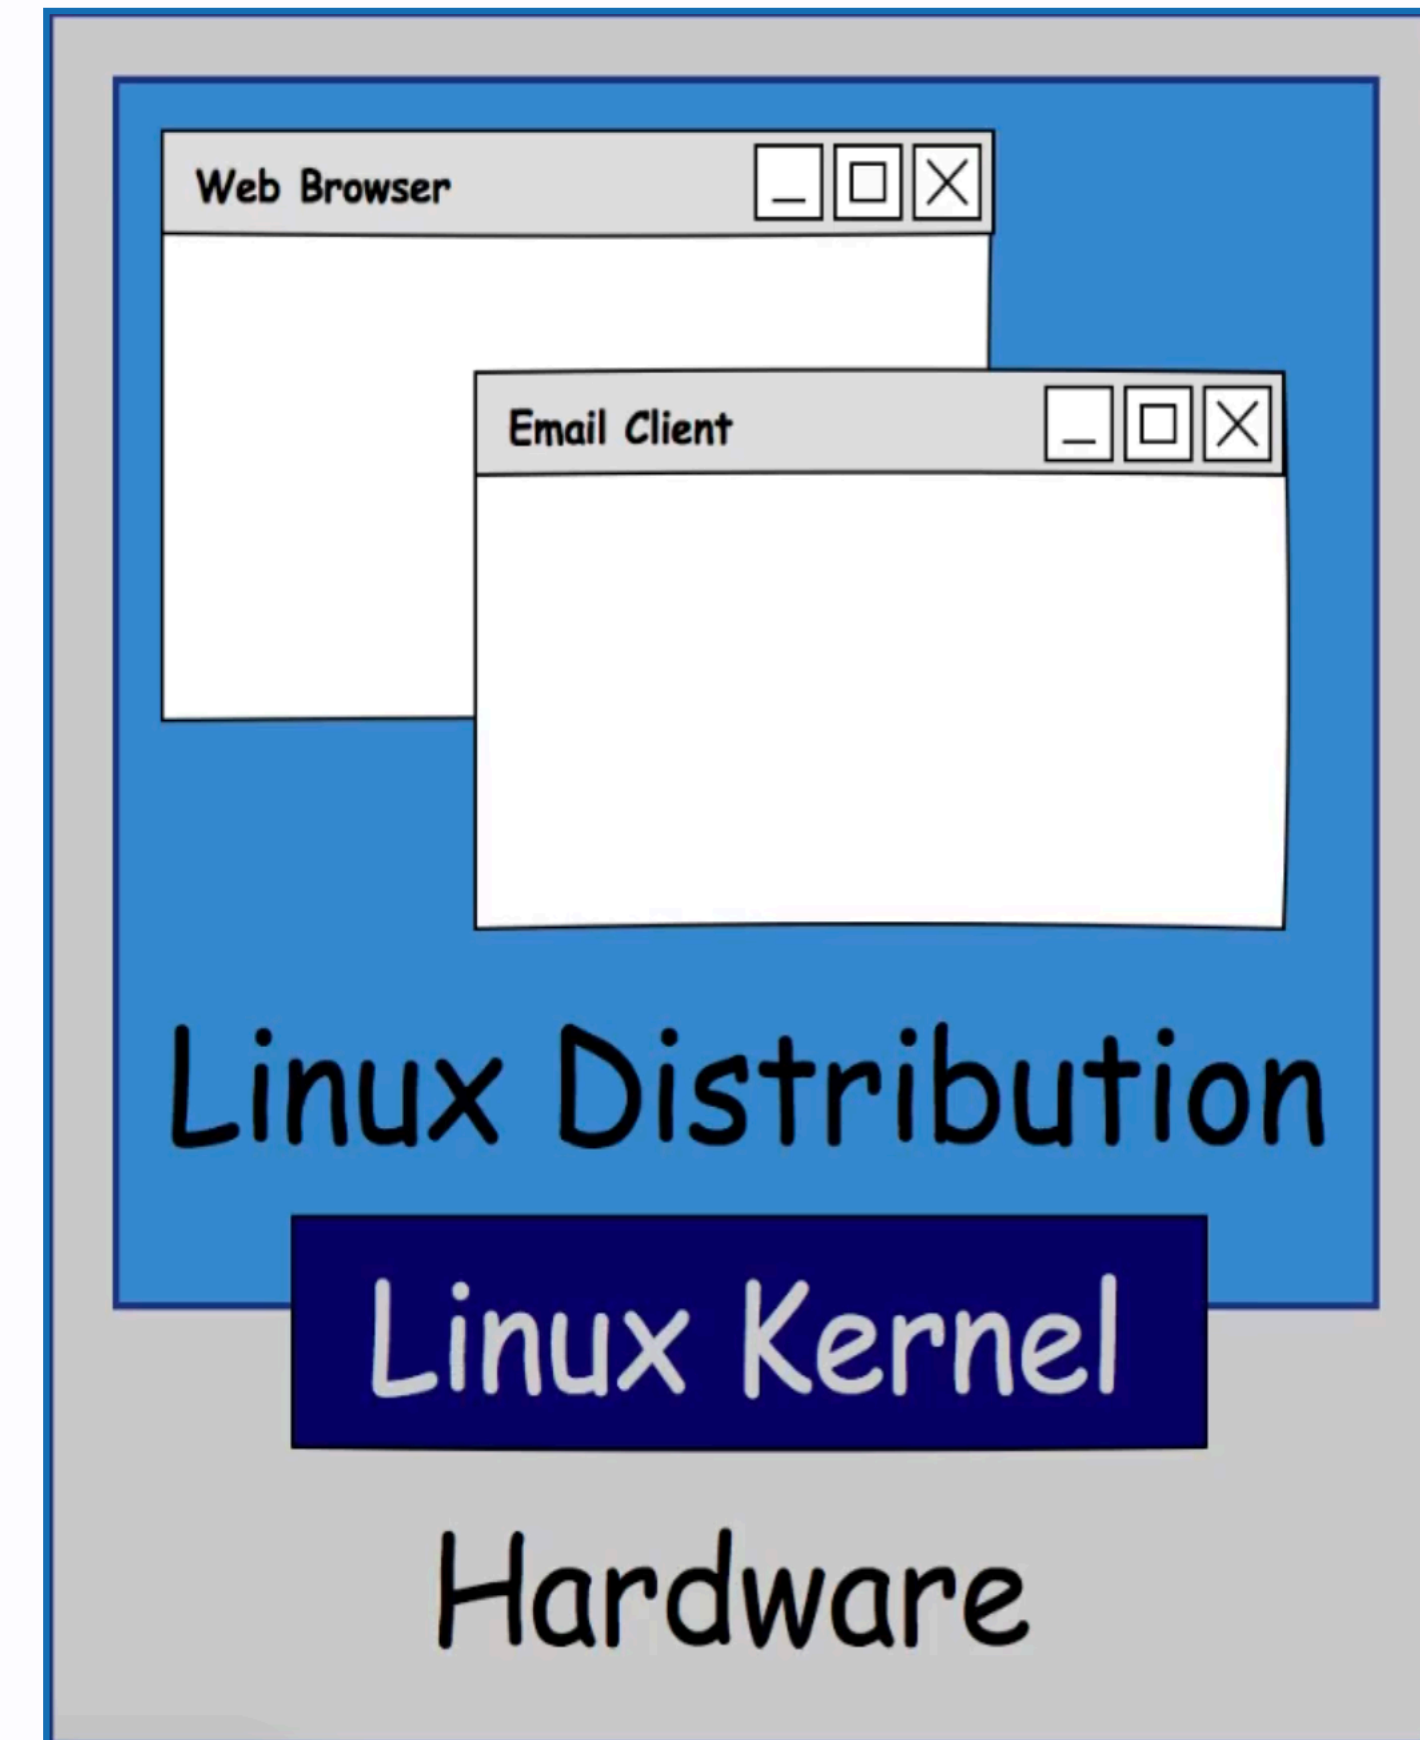 Web Browser
Email Client
Linux Distribution
Linux Kernel
Hardware